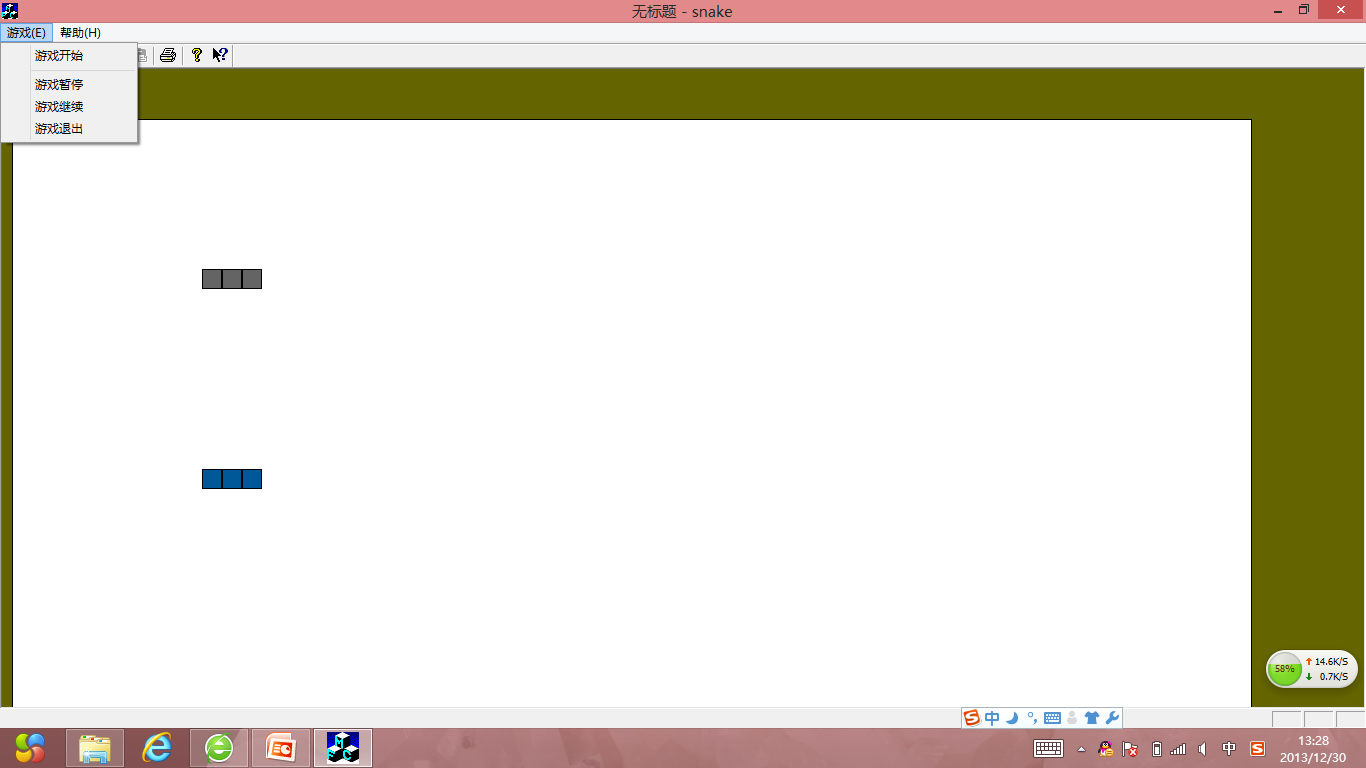 无标题 - snake
游戏(E) 帮助(H)
游戏开始
游戏暂停
游戏继续
游戏退出
58%
14.6K/S
0.7K/S
中
中
13:28
2013/12/30